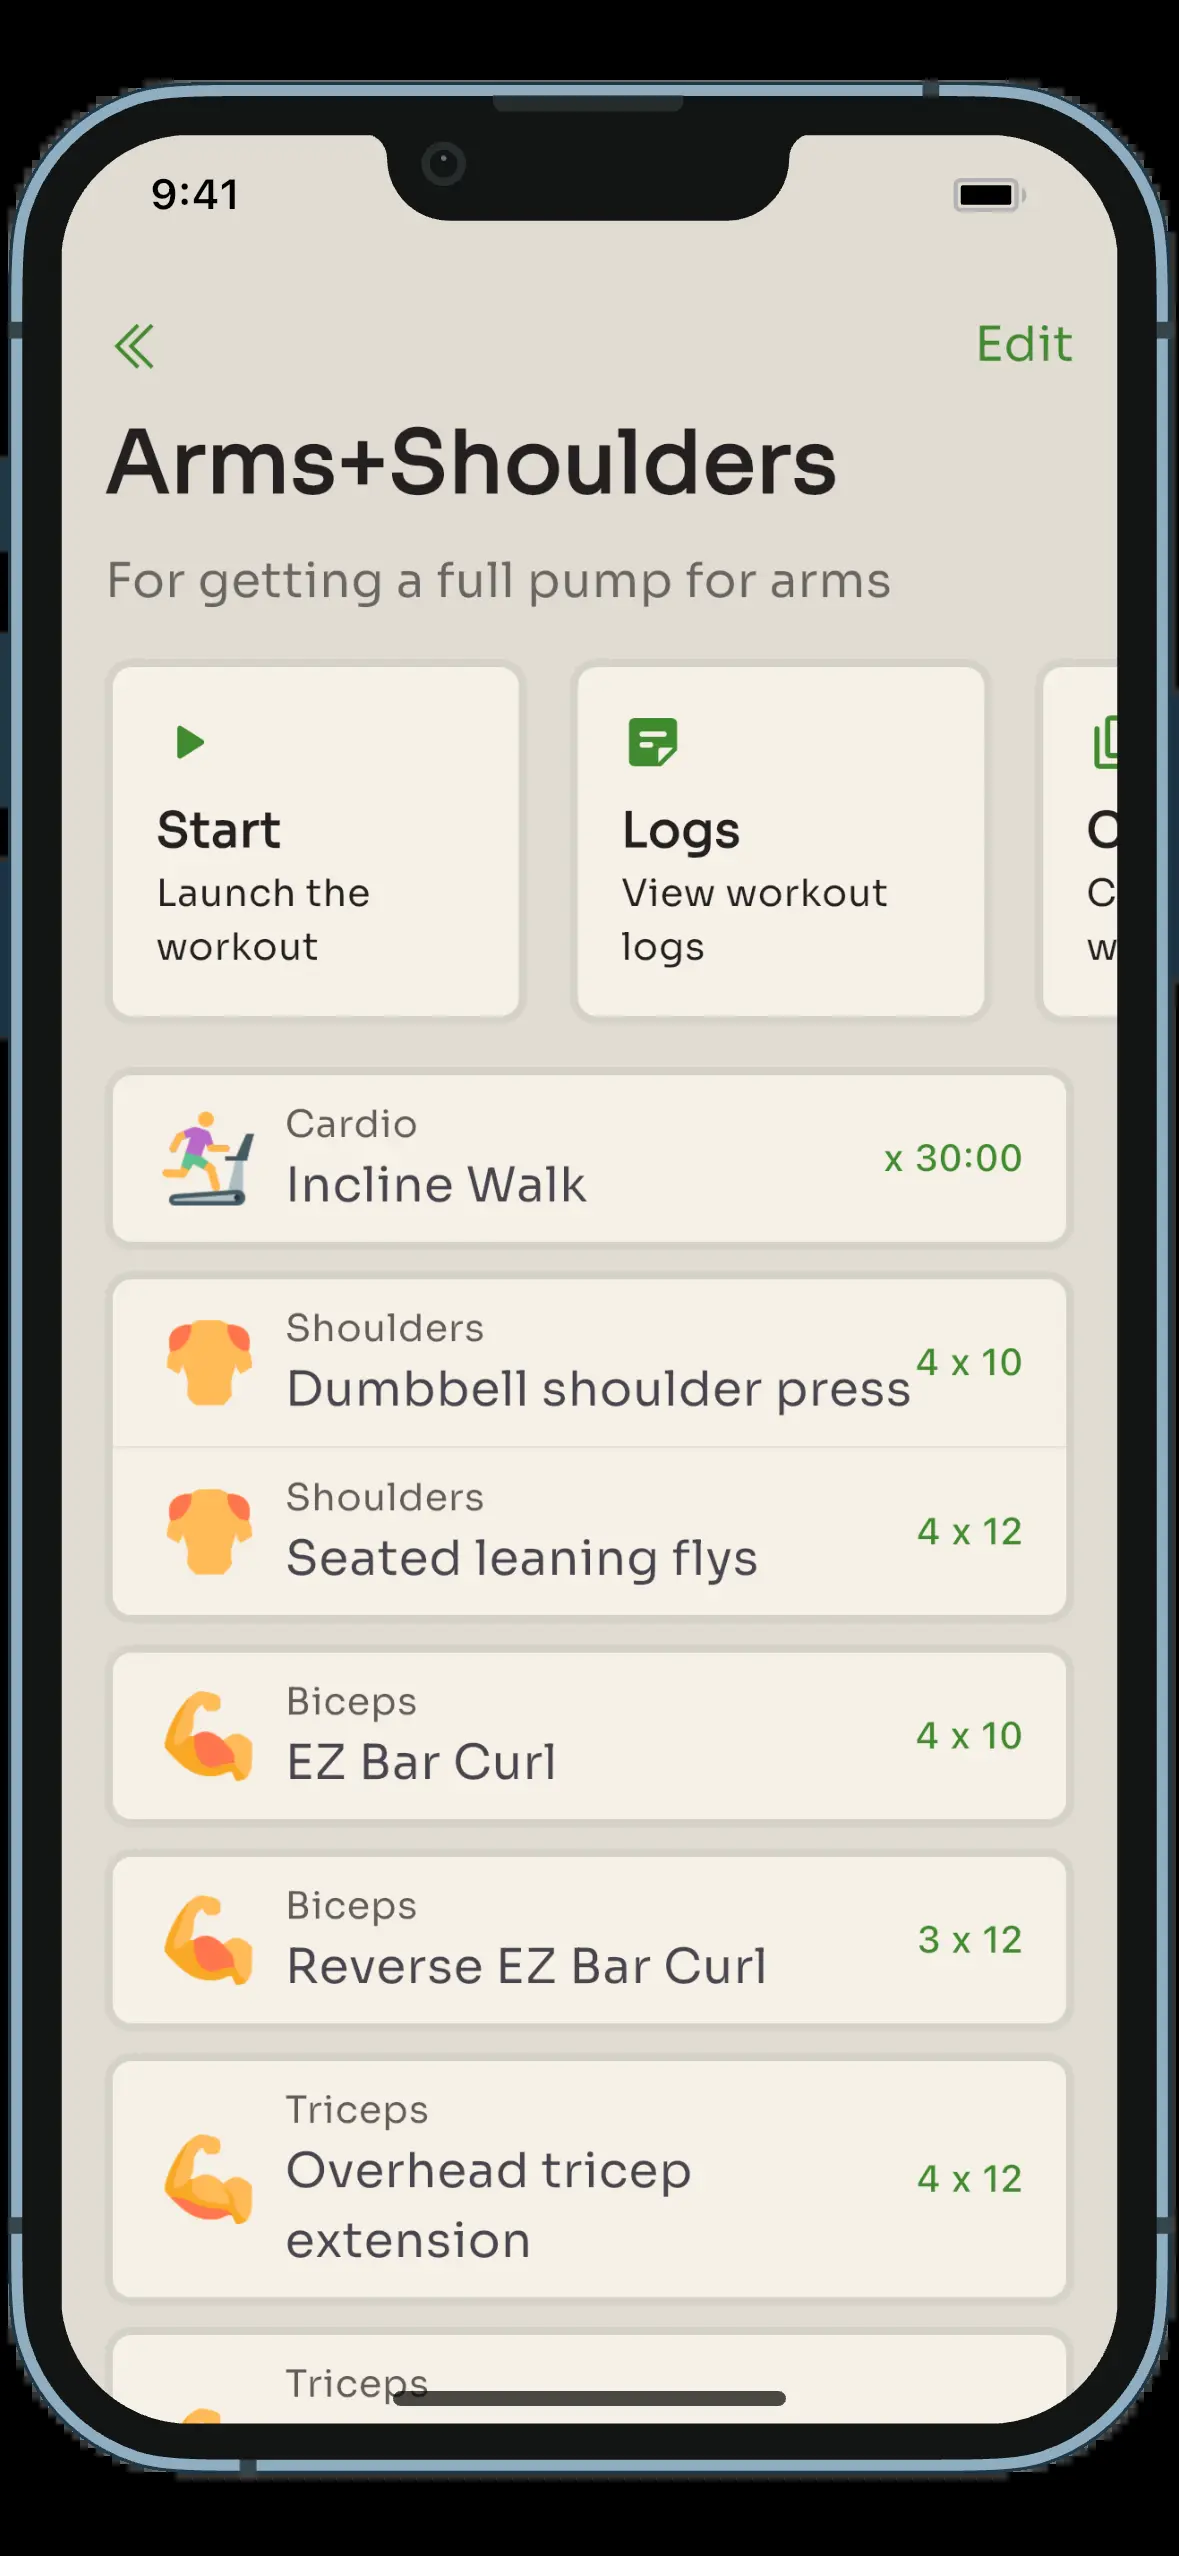 9:41
Edit
Arms+Shoulders
For getting a full pump for arms
Start
Launch the
workout
Logs
View workout
logs
Cardio
Incline Walk
x 30:00
Shoulders
Dumbbell shoulder press
4 x 10
Shoulders
Seated leaning flys
4 x 12
Biceps
EZ Bar Curl
4 x 10
Biceps
Reverse EZ Bar Curl
3 x 12
Triceps
Overhead tricep
extension
4 x 12
Triceps